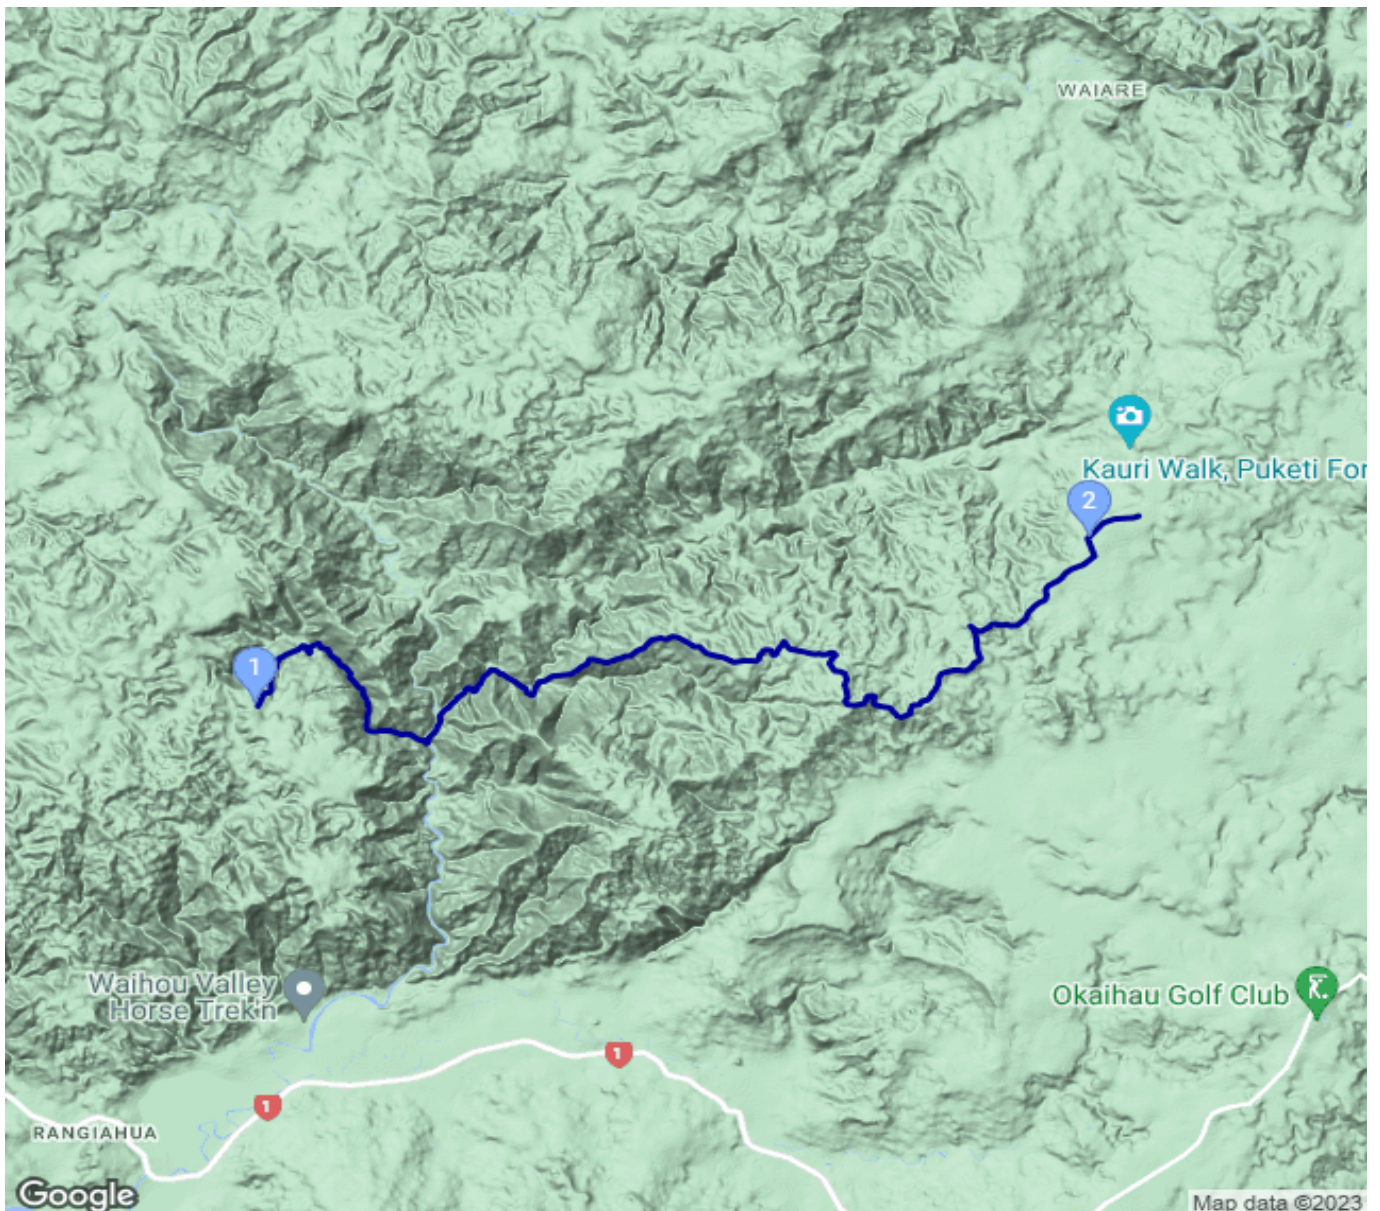 WAIARE
Kauri Walk, Puketi For
2
1
Waihou Valley
Horse Trek'n
Okaihau Golf Club
1
1
RANGIAHUA
Google
Map data ©2023